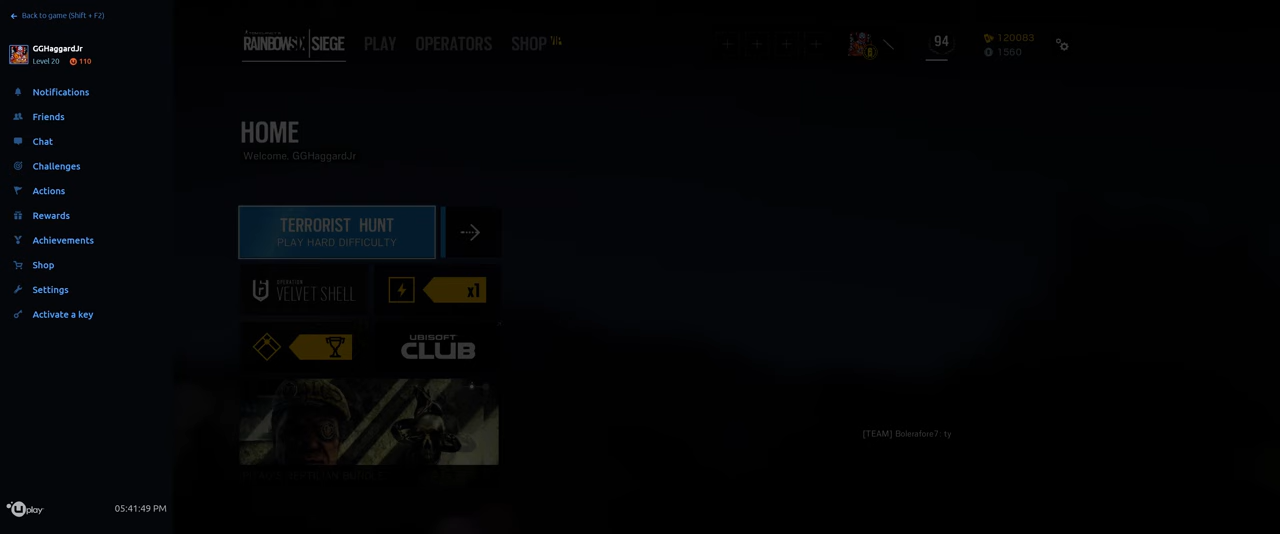 Back to game (Shift + F2)
GGHaggardJr
Level 20 110
Notifications
Friends
Chat
Challenges
Actions
Rewards
Achievements
Shop
Settings
Activate a key
uplay
05:41:49 PM
RAINBOW SIX SIEGE
PLAY
OPERATORS
SHOP
6
94
120083
1560
HOME
Welcome, GGHaggardJr
TERRORIST HUNT
PLAY HARD DIFFICULTY
OPERATION
VELVET SHELL
x1
UBISOFT
CLUB
[TEAM] Bolerafore7: ty